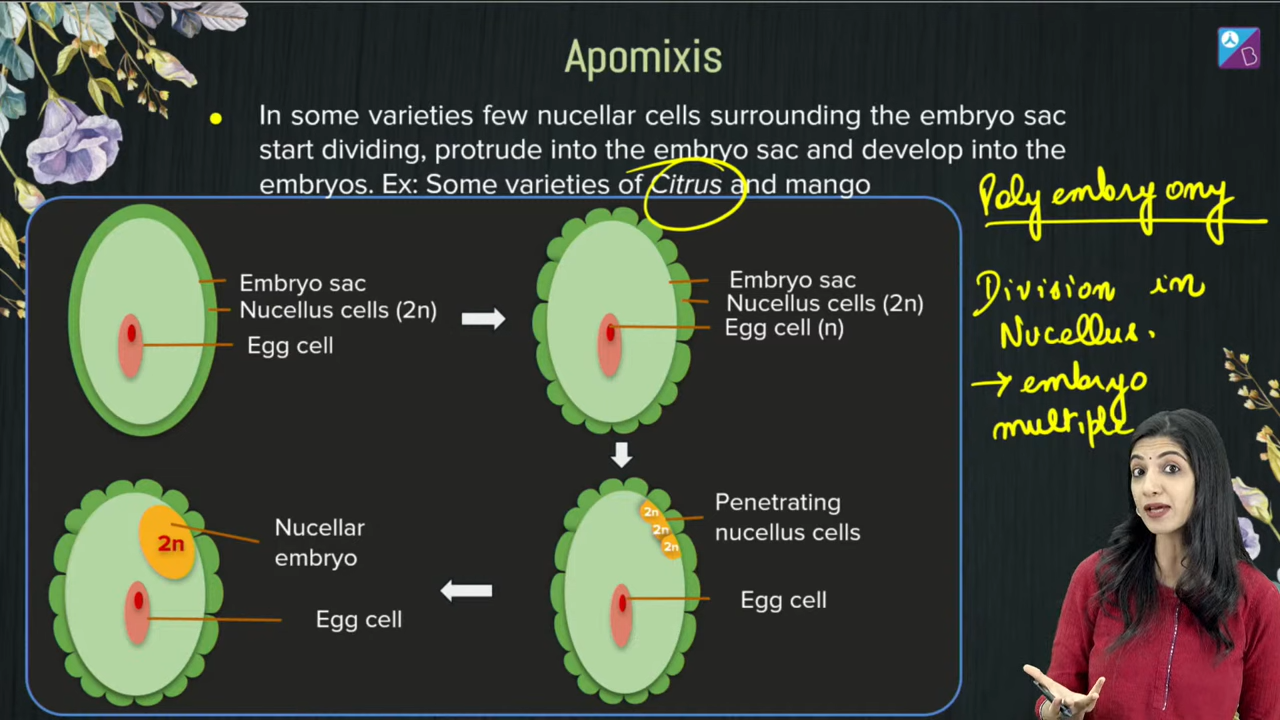 Apomixis
In some varieties few nucellar cells surrounding the embryo sac
start dividing, protrude into the embryo sac and develop into the
embryos. Ex: Some varieties of Citrus and mango
Poly embry ony
Division in
Nucellus.
→ embryo
multiple
Embryo sac
Nucellus cells (2n)
Egg cell
Embryo sac
Nucellus cells (2n)
Egg cell (n)
Penetrating
nucellus cells
2n
2n
2n
Egg cell
Nucellar
embryo
2n
Egg cell
B